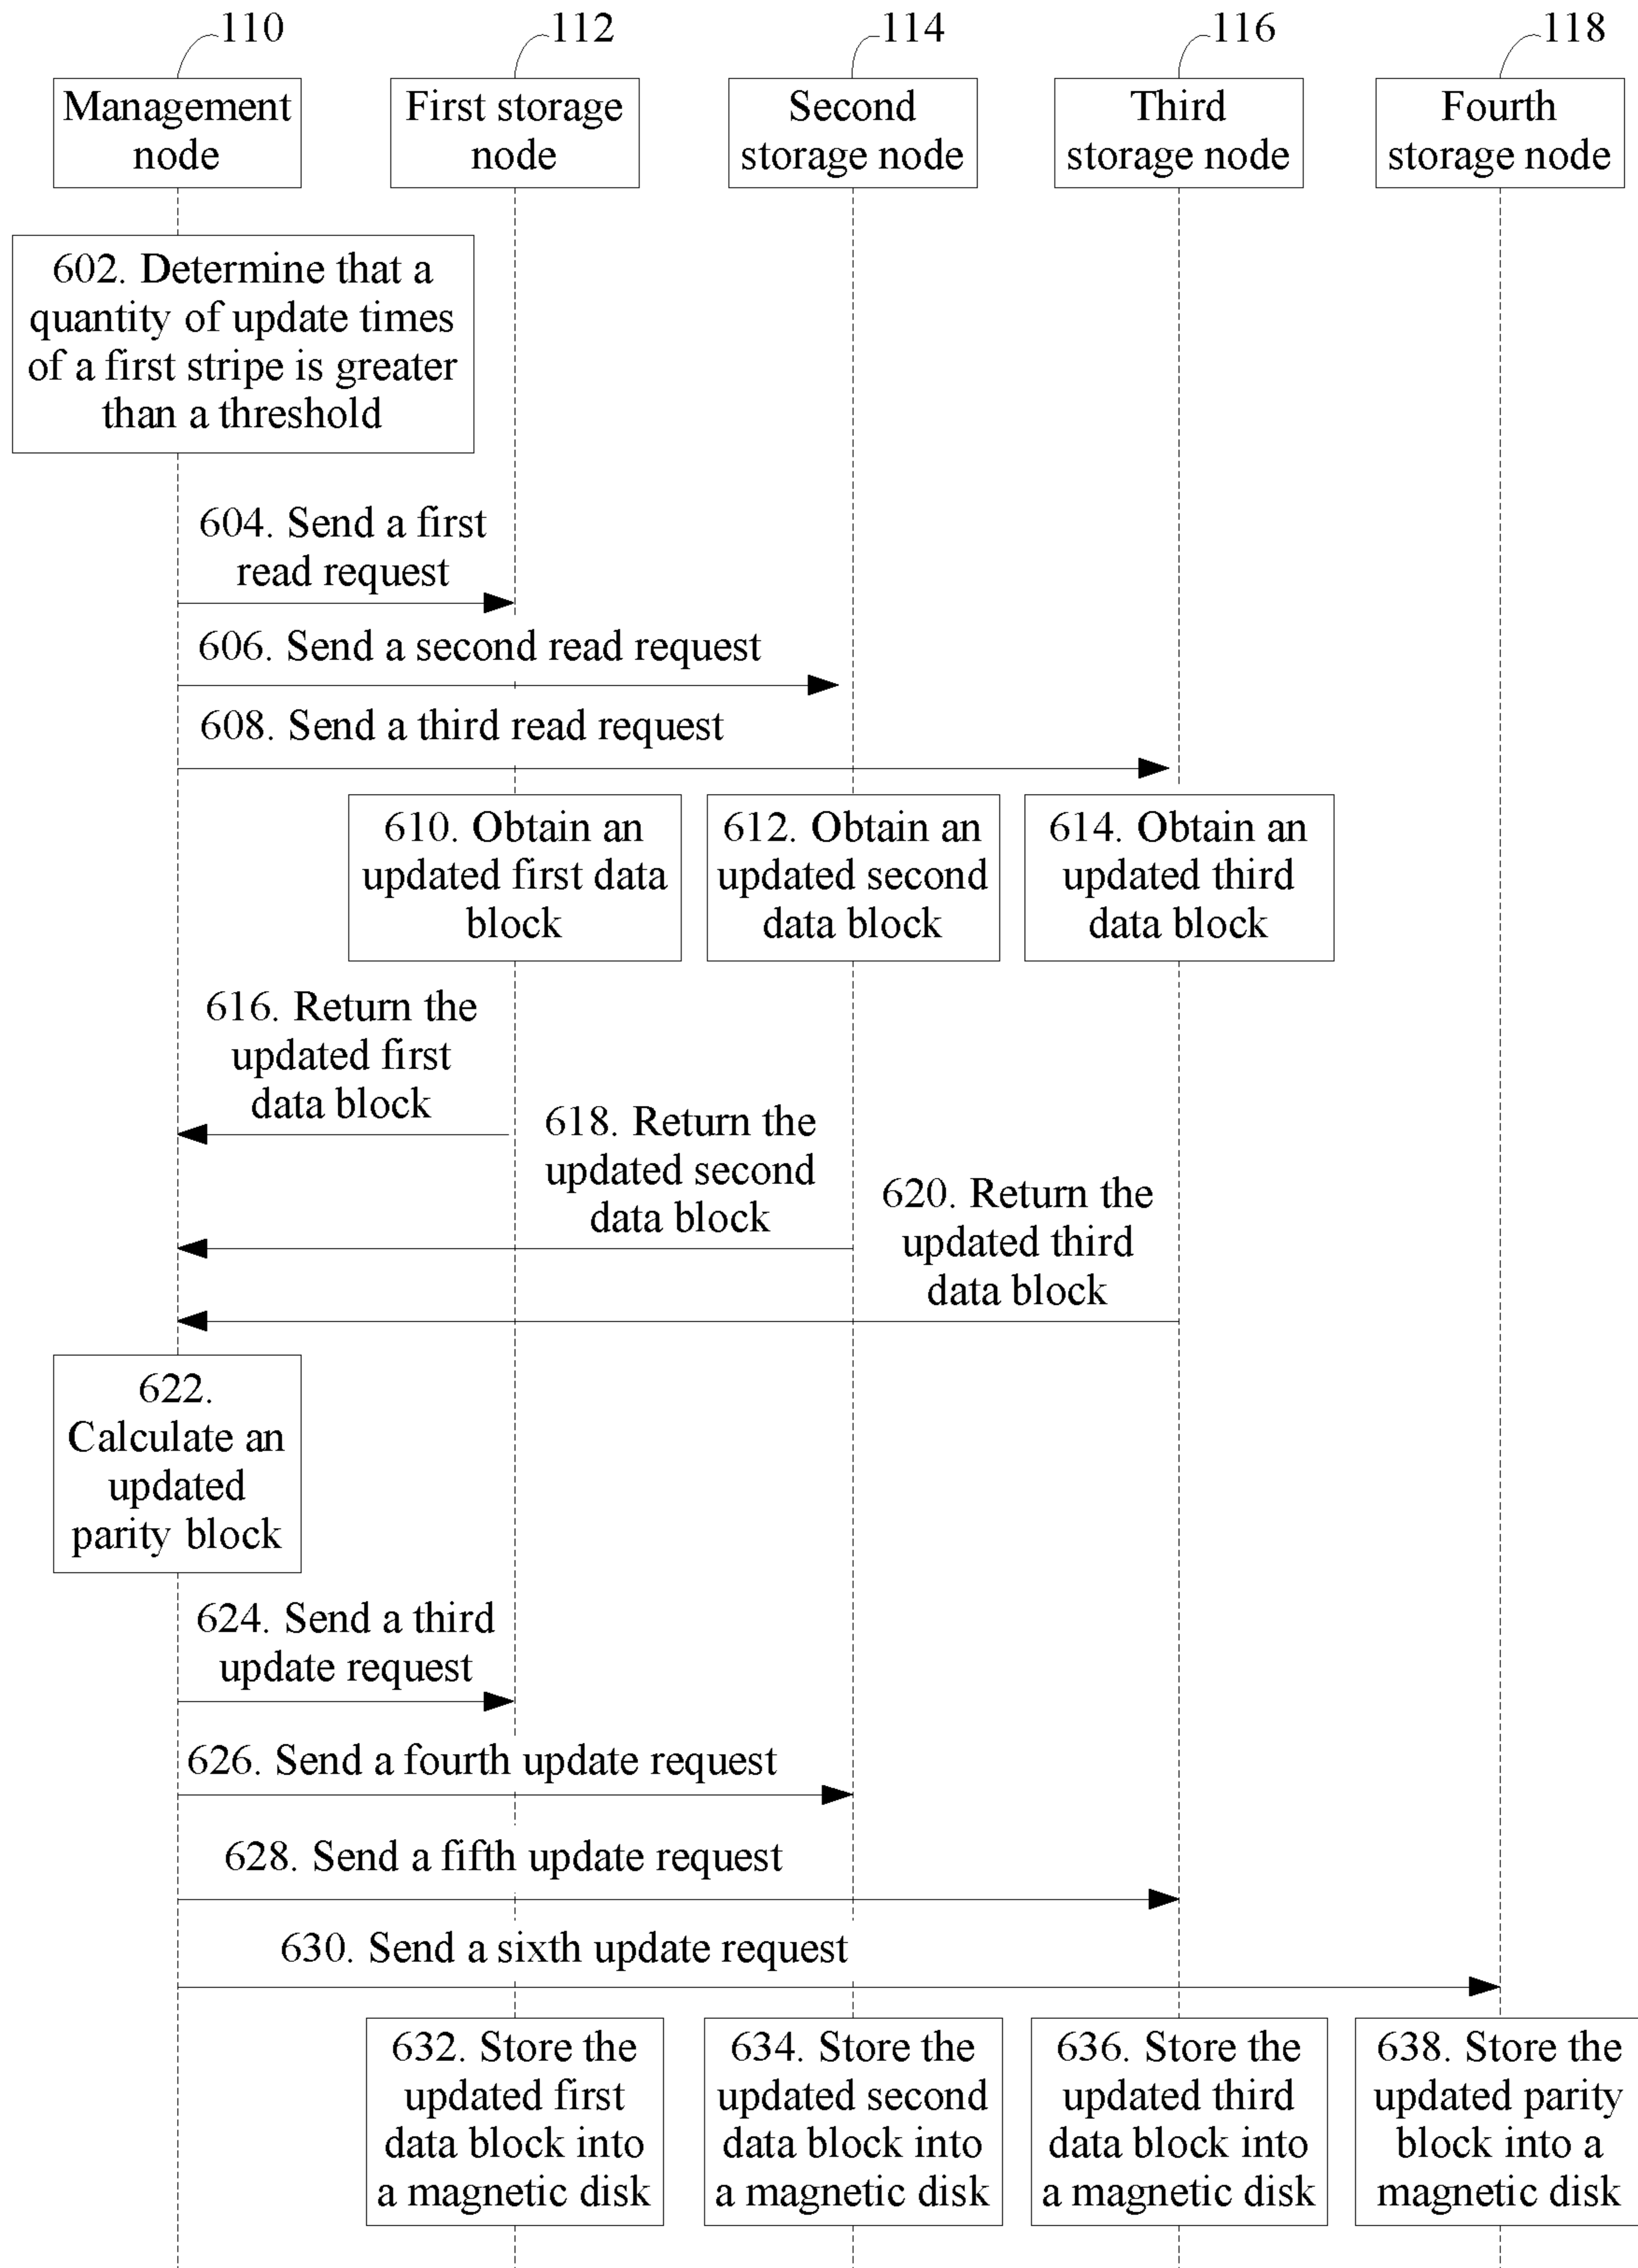 110
112
114
116
118
Management
node
First storage
node
Second
storage node
Third
storage node
Fourth
storage node
602. Determine that a
quantity of update times
of a first stripe is greater
than a threshold
604. Send a first
read request
606. Send a second read request
608. Send a third read request
610. Obtain an
updated first data
block
612. Obtain an
updated second
data block
614. Obtain an
updated third
data block
616. Return the
updated first
data block
618. Return the
updated second
data block
620. Return the
updated third
data block
622.
Calculate an
updated
parity block
624. Send a third
update request
626. Send a fourth update request
628. Send a fifth update request
630. Send a sixth update request
632. Store the
updated first
data block into
a magnetic disk
634. Store the
updated second
data block into
a magnetic disk
636. Store the
updated third
data block into
a magnetic disk
638. Store the
updated parity
block into a
magnetic disk